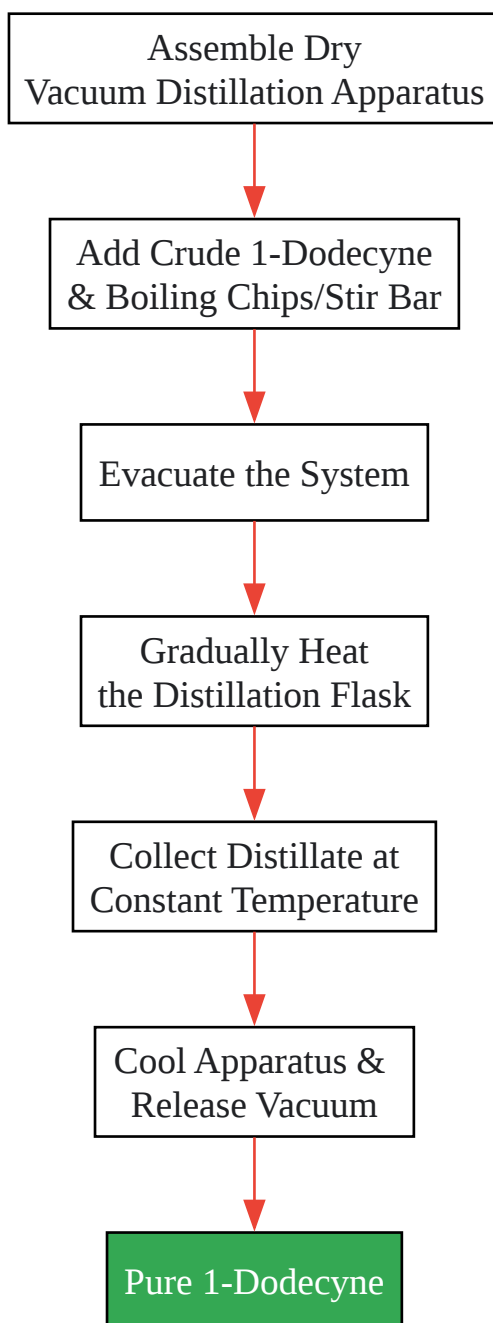 Assemble Dry
Vacuum Distillation Apparatus
Add Crude 1-Dodecyne
& Boiling Chips/Stir Bar
Evacuate the System
Gradually Heat
the Distillation Flask
Collect Distillate at
Constant Temperature
Cool Apparatus &
Release Vacuum
Pure 1-Dodecyne